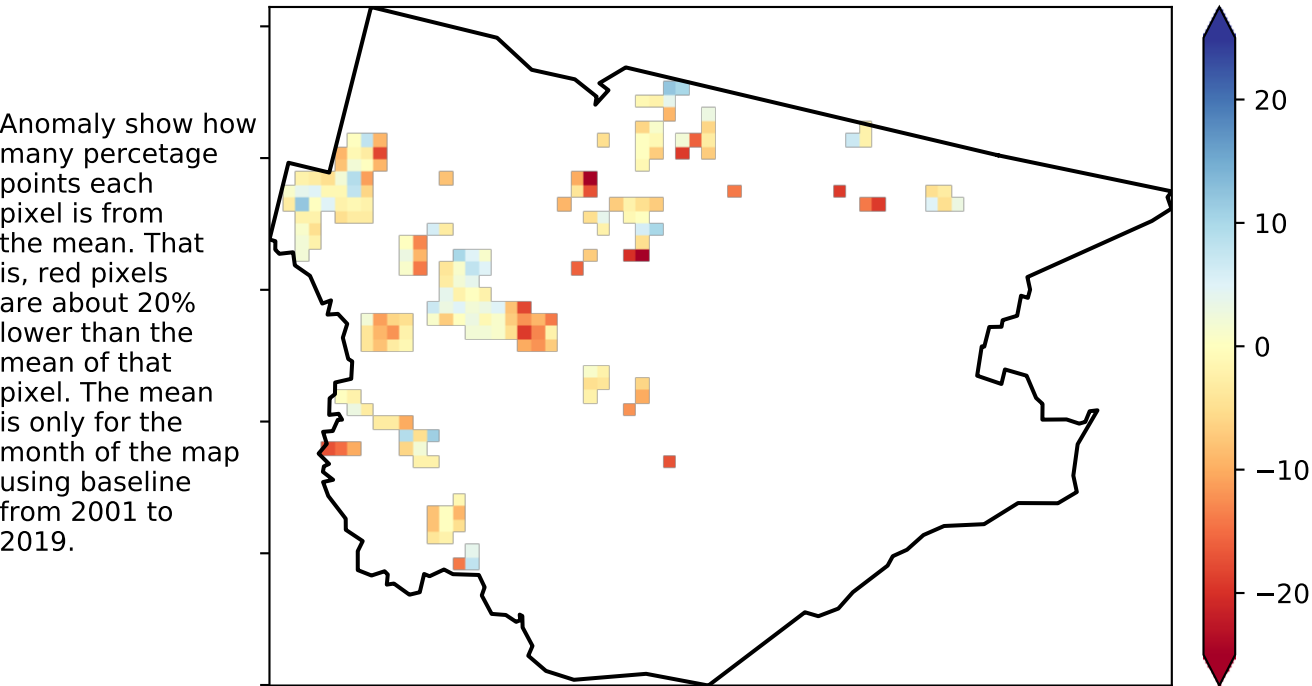 Anomaly show how
many percetage
points each
pixel is from
the mean. That
is, red pixels
are about 20%
lower than the
mean of that
pixel. The mean
is only for the
month of the map
using baseline
from 2001 to
2019.
20
10
0
−10
−20